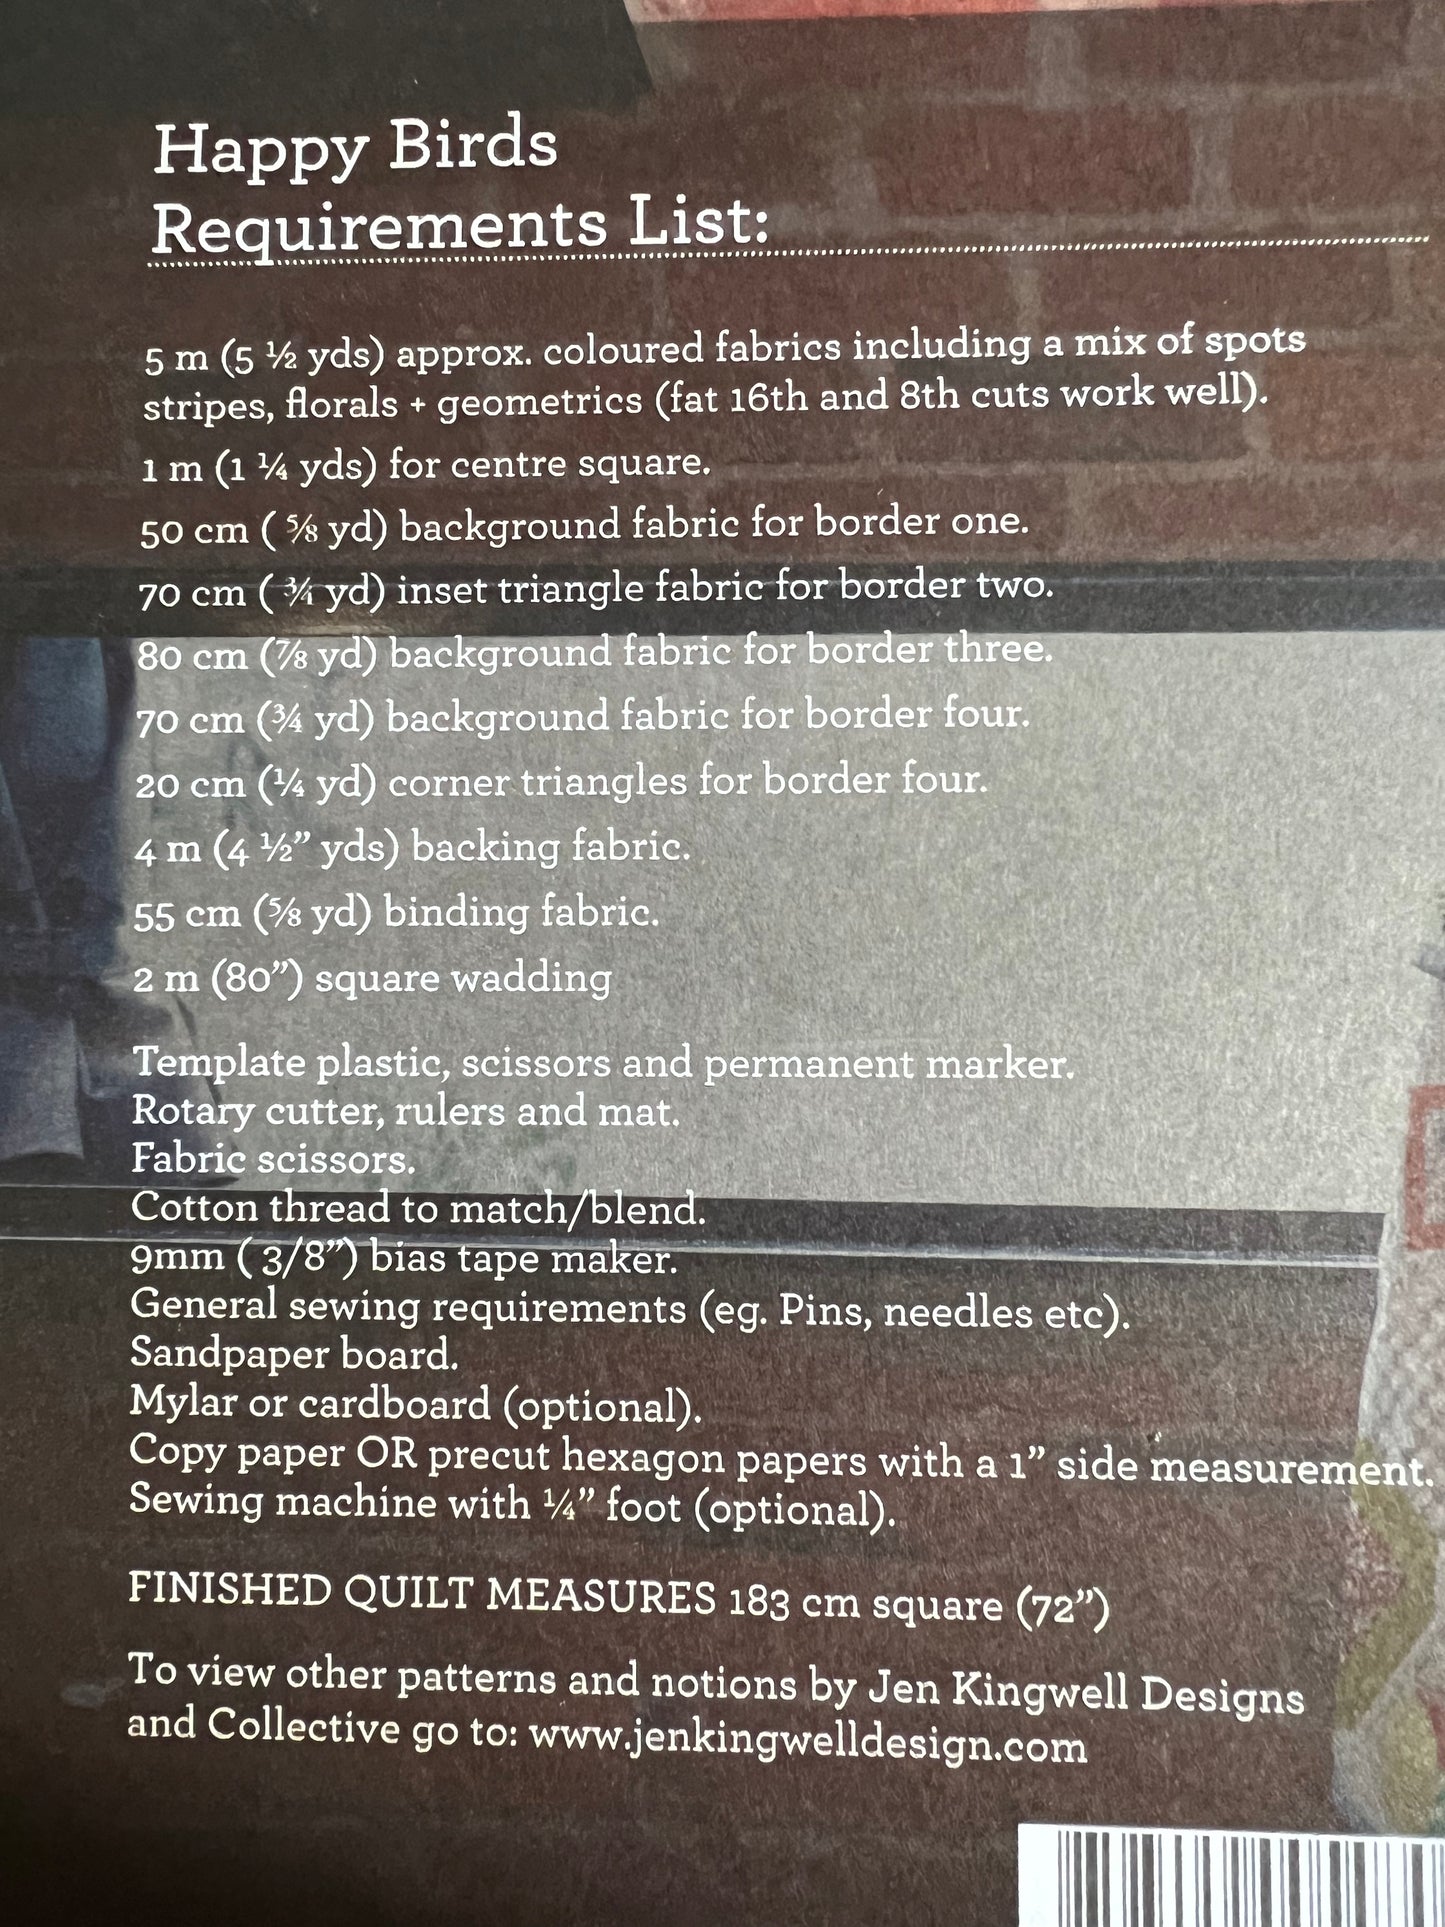 Happy Birds
Requirements List:
5 m (5 ½ yds) approx. coloured fabrics including a mix of spots
stripes, florals + geometrics (fat 16th and 8th cuts work well).
1 m (1 ¼ yds) for centre square.
50 cm ( ⅝ yd) background fabric for border one.
70 cm ( ¾ yd) inset triangle fabric for border two.
80 cm (⅞ yd) background fabric for border three.
70 cm (¾ yd) background fabric for border four.
20 cm (¼ yd) corner triangles for border four.
4 m (4 ½” yds) backing fabric.
55 cm (⅝ yd) binding fabric.
2 m (80”) square wadding
Template plastic, scissors and permanent marker.
Rotary cutter, rulers and mat.
Fabric scissors.
Cotton thread to match/blend.
9mm ( 3/8”) bias tape maker.
General sewing requirements (eg. Pins, needles etc).
Sandpaper board.
Mylar or cardboard (optional).
Copy paper OR precut hexagon papers with a 1” side measurement.
Sewing machine with ¼” foot (optional).
FINISHED QUILT MEASURES 183 cm square (72”)
To view other patterns and notions by Jen Kingwell Designs
and Collective go to: www.jenkingwelldesign.com